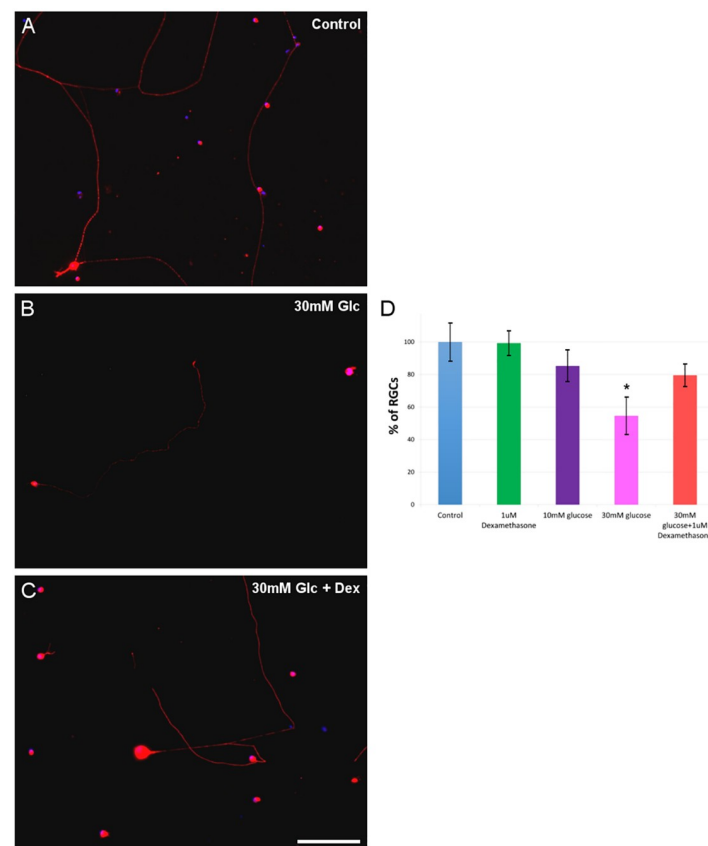 A
Control
B
30mM Glc
C
30mM Glc + Dex
D
% of RGCs
100
80
60
40
20
0
*
Control
1uM
Dexamethasone
10mM glucose
30mM glucose
30mM
glucose+1uM
Dexamethason